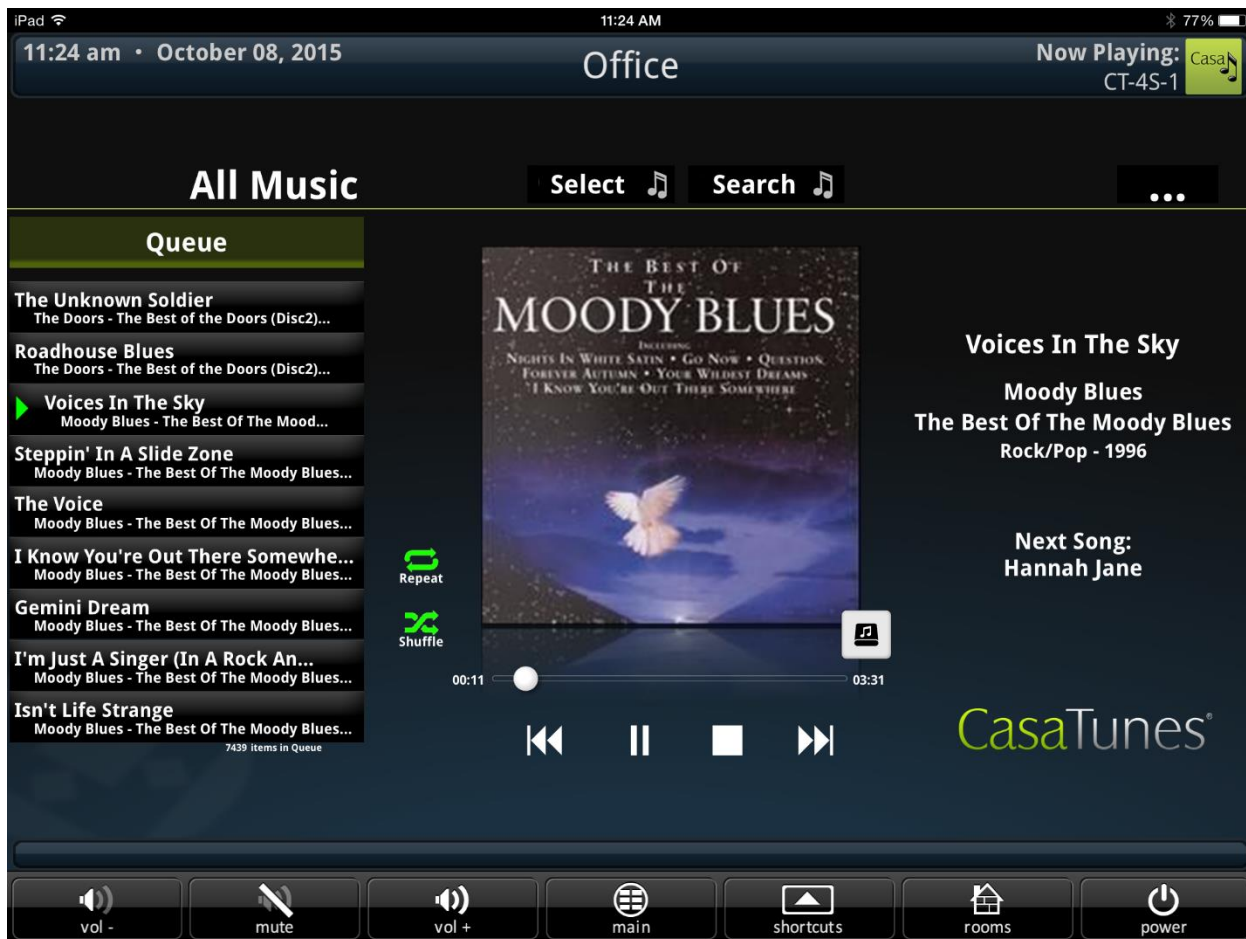 iPad
11:24 AM
77%
11:24 am • October 08, 2015
Office
Now Playing:
CT-4S-1
Casa
All Music
Select
Search
...
Queue
The Unknown Soldier
The Doors - The Best of the Doors (Disc2)...
Roadhouse Blues
The Doors - The Best of the Doors (Disc2)...
Voices In The Sky
Moody Blues - The Best Of The Mood...
Steppin' In A Slide Zone
Moody Blues - The Best Of The Moody Blues...
The Voice
Moody Blues - The Best Of The Moody Blues...
I Know You're Out There Somewhe...
Moody Blues - The Best Of The Moody Blues...
Gemini Dream
Moody Blues - The Best Of The Moody Blues...
I'm Just A Singer (In A Rock An...
Moody Blues - The Best Of The Moody Blues...
Isn't Life Strange
Moody Blues - The Best Of The Moody Blues...
7439 items in Queue
Repeat
Shuffle
THE BEST OF
THE
MOODY BLUES
INCLUDING
NIGHTS IN WHITE SATIN • GO NOW • QUESTION
FOREVER AUTUMN • YOUR WILDEST DREAMS
I KNOW YOU'RE OUT THERE SOMEWHERE
00:11
03:31
Voices In The Sky
Moody Blues
The Best Of The Moody Blues
Rock/Pop - 1996
Next Song:
Hannah Jane
CasaTunes®
vol -
mute
vol +
main
shortcuts
rooms
power